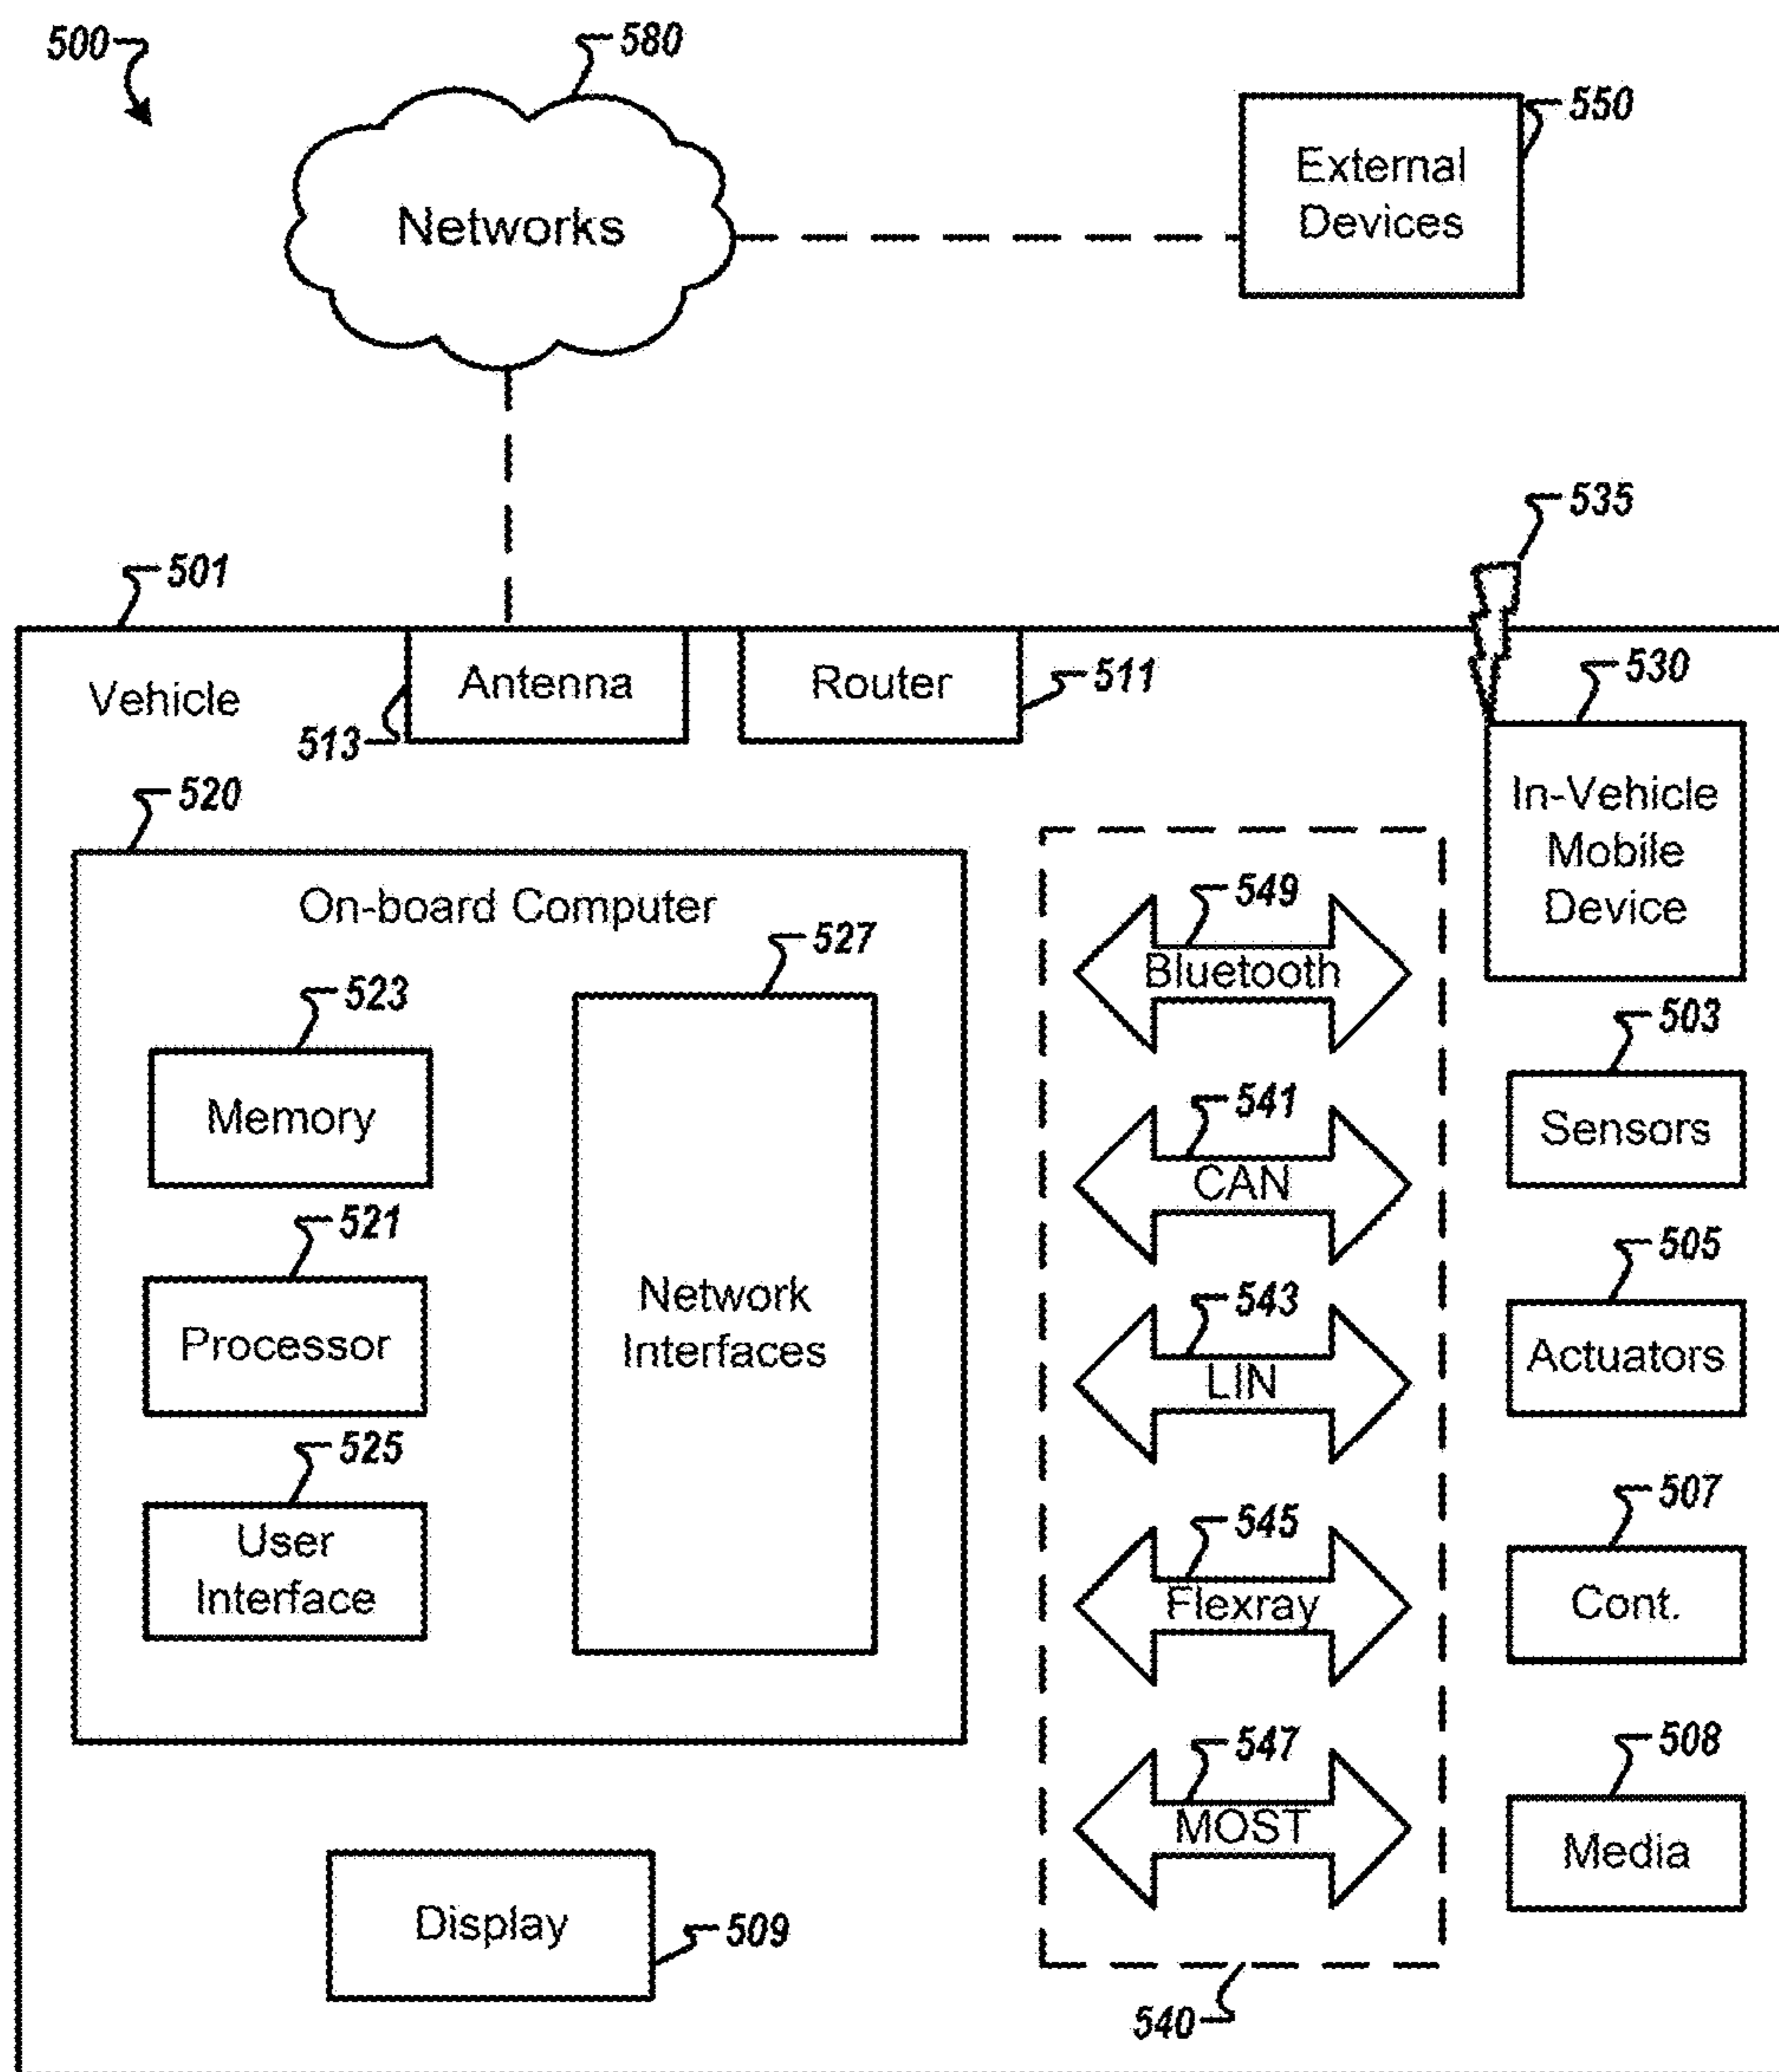 500
580
Networks
550
External
Devices
535
501
Vehicle
Antenna
513
Router
511
530
In-Vehicle
Mobile
Device
520
On-board Computer
527
523
Memory
521
Processor
525
User
Interface
Network
Interfaces
549
Bluetooth
541
CAN
543
LIN
545
Flexray
547
MOST
540
503
Sensors
505
Actuators
507
Cont.
508
Media
Display
509